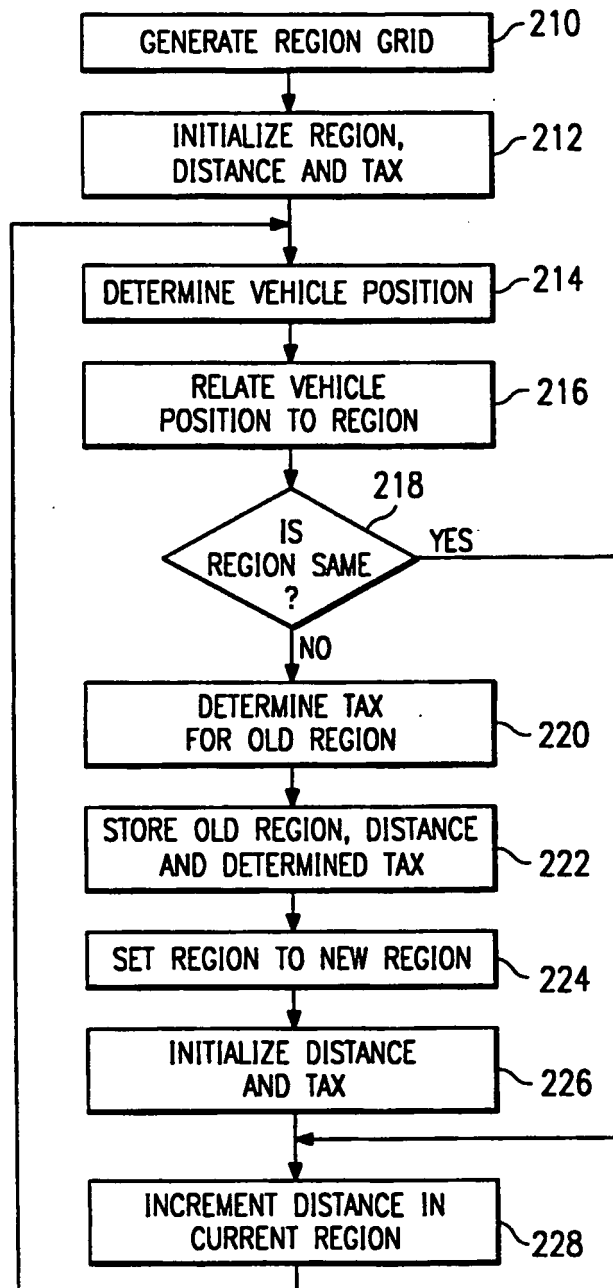 GENERATE REGION GRID
210
INITIALIZE REGION,
DISTANCE AND TAX
212
DETERMINE VEHICLE POSITION
214
RELATE VEHICLE
POSITION TO REGION
216
218
IS
REGION SAME
?
YES
NO
DETERMINE TAX
FOR OLD REGION
220
STORE OLD REGION, DISTANCE
AND DETERMINED TAX
222
SET REGION TO NEW REGION
224
INITIALIZE DISTANCE
AND TAX
226
INCREMENT DISTANCE IN
CURRENT REGION
228